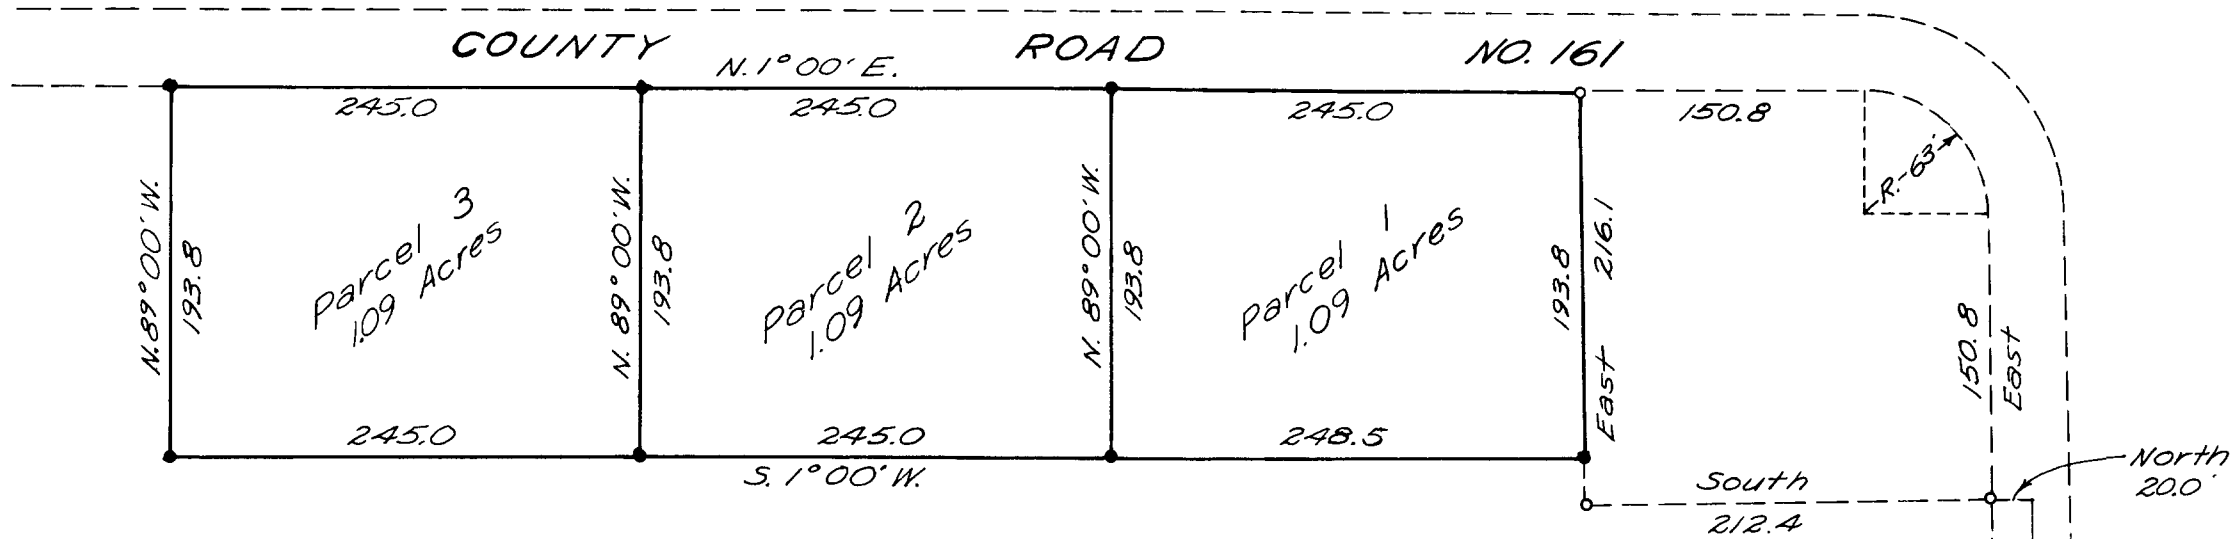 COUNTY ROAD NO. 161
N. 1° 00' E.
245.0
245.0
245.0
150.8
R.-63'
N. 89° 00' W.
193.8
Parcel 3
1.09 Acres
N. 89° 00' W.
193.8
Parcel 2
1.09 Acres
N. 89° 00' W.
193.8
Parcel 1
1.09 Acres
193.8
216.1
East
150.8
East
245.0
245.0
248.5
S. 1° 00' W.
South
212.4
North
20.0'